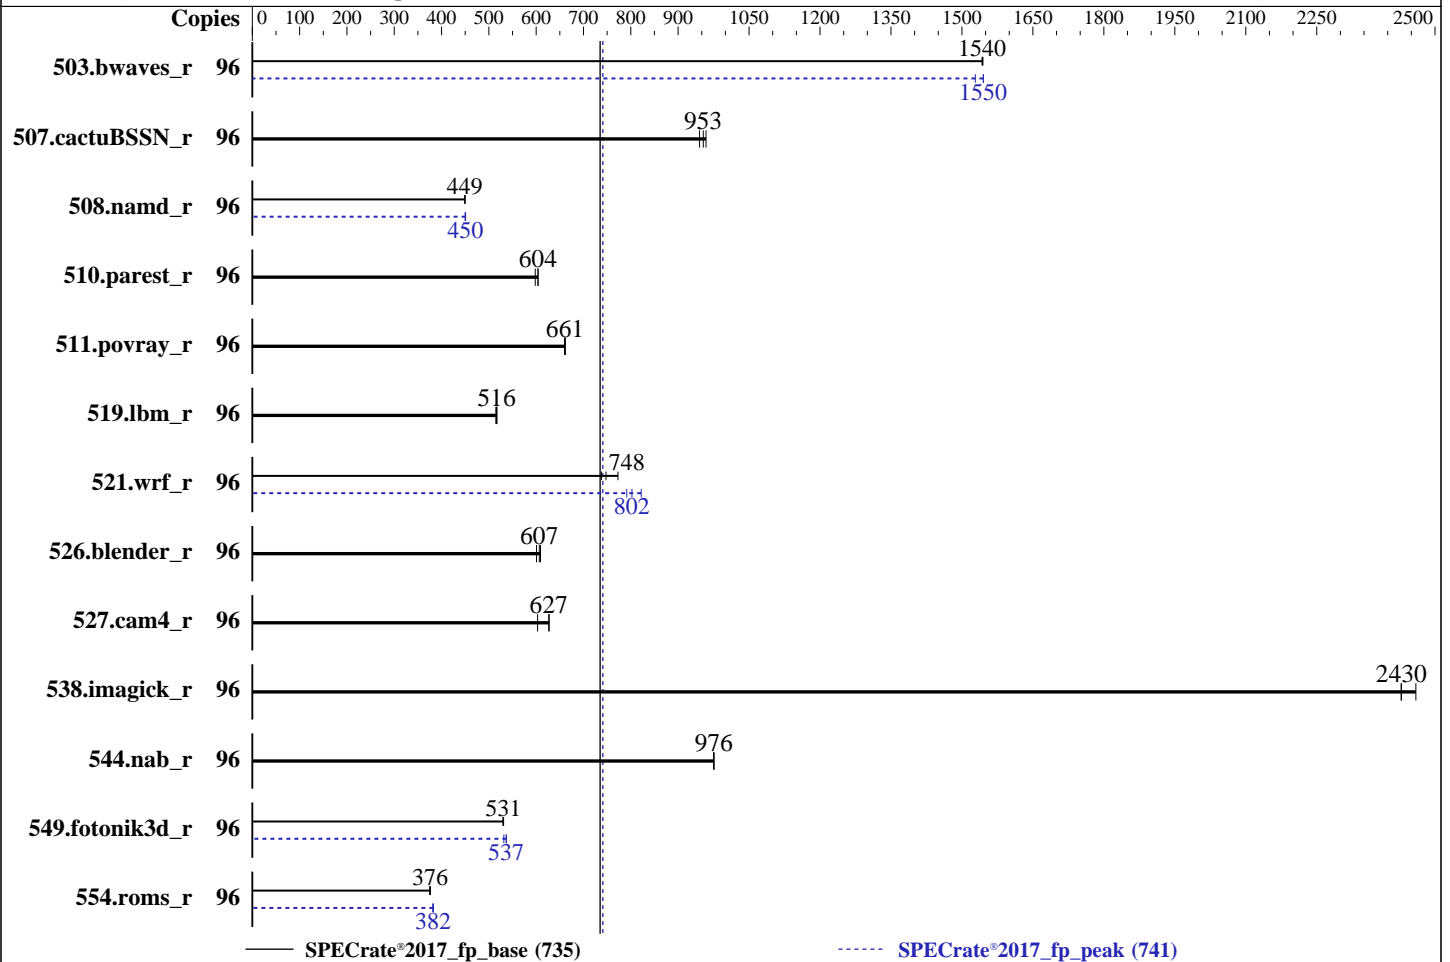 Copies 0 100 200 300 400 500 600 700 800 900 1050 1200 1350 1500 1650 1800 1950 2100 2250 2500
1540
503.bwaves_r 96
1550
953
507.cactuBSSN_r 96
449
508.namd_r 96
450
604
510.parest_r 96
661
511.povray_r 96
516
519.lbm_r 96
748
521.wrf_r 96
802
607
526.blender_r 96
627
527.cam4_r 96
2430
538.imagick_r 96
976
544.nab_r 96
531
549.fotonik3d_r 96
537
376
554.roms_r 96
382
SPECrate®2017_fp_base (735) SPECrate®2017_fp_peak (741)